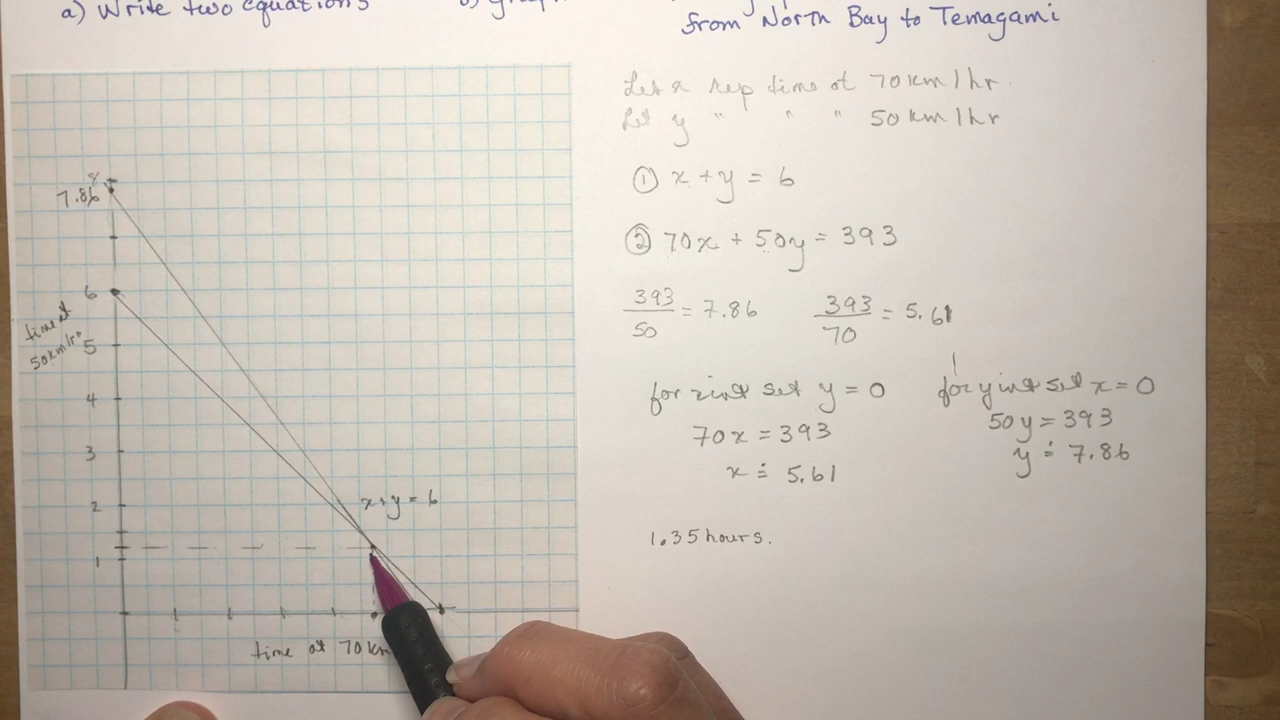 a) Write two equations
from North Bay to Temagami
Let x rep time at 70 km/hr.
Let y " " " 50 km/hr
① x + y = 6
② 70x + 50y = 393
393/50 = 7.86 393/70 = 5.61
for x int set y = 0
70x = 393
x ≐ 5.61
for y int set x = 0
50y = 393
y ≐ 7.86
1.35 hours.
8
7.86
6
time at
50 km/hr
5
4
3
2
1
x + y = 6
time at 70 km